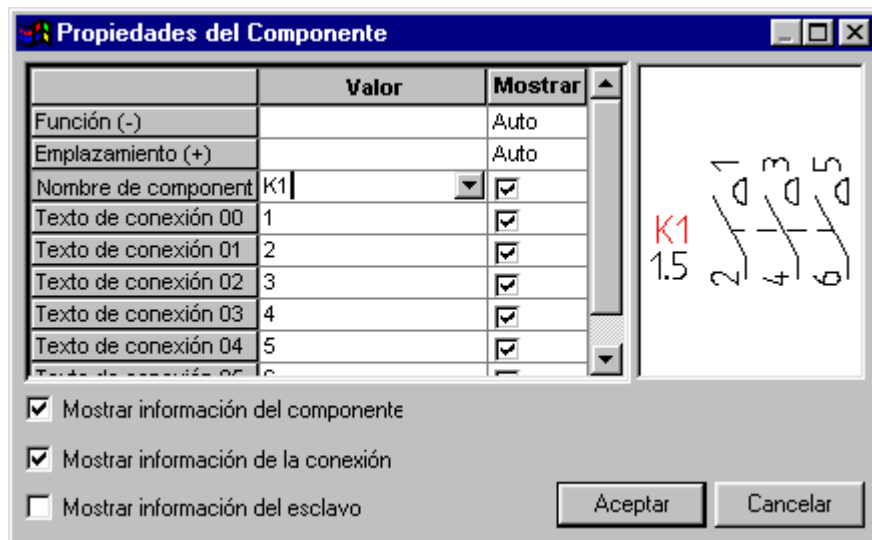 Propiedades del Componente
Valor Mostrar
Función (-) Auto
Emplazamiento (+) Auto
Nombre de component K1
Texto de conexión 00 1
Texto de conexión 01 2
Texto de conexión 02 3
Texto de conexión 03 4
Texto de conexión 04 5
1 3 5
K1
1.5
2 4 6
Mostrar información del componente
Mostrar información de la conexión
Mostrar información del esclavo
Aceptar Cancelar